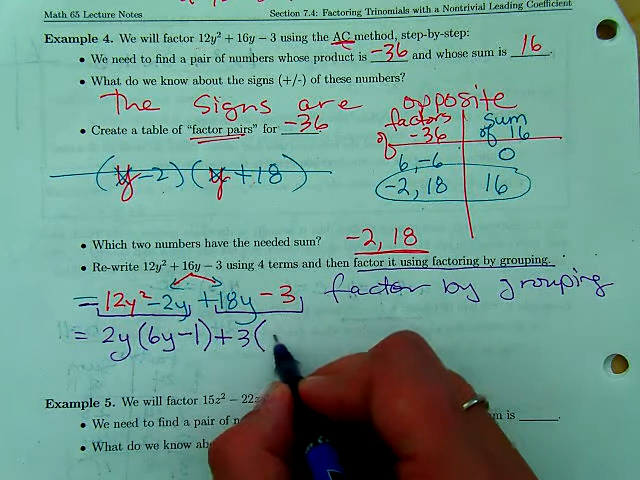 Math 65 Lecture Notes Section 7.4: Factoring Trinomials with a Nontrivial Leading Coefficient
Example 4. We will factor 12y² + 16y − 3 using the AC method, step-by-step:
• We need to find a pair of numbers whose product is -36 and whose sum is 16.
• What do we know about the signs (+/-) of these numbers?
The signs are opposite
• Create a table of "factor pairs" for -36
factors of -36 | sum of 16
6, -6 | 0
-2, 18 | 16
(y-2)(y+18)
• Which two numbers have the needed sum? -2, 18
• Re-write 12y² + 16y − 3 using 4 terms and then factor it using factoring by grouping.
= 12y² - 2y + 18y - 3, factor by grouping
= 2y(6y-1)+3(
Example 5. We will factor 15z² − 22z
• We need to find a pair of is
• What do we know